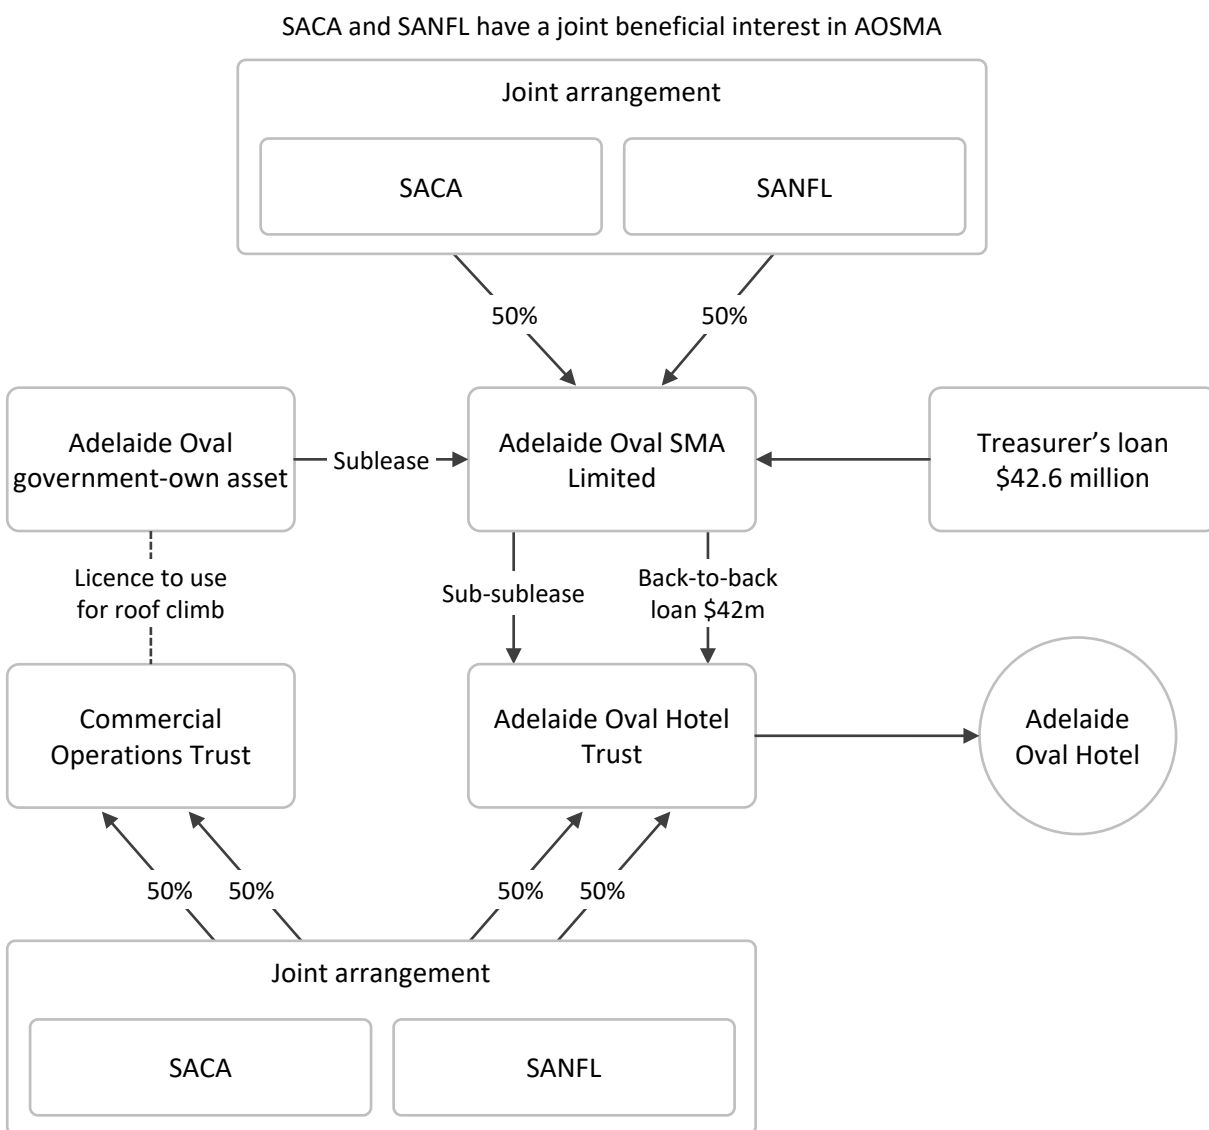 SACA and SANFL have a joint beneficial interest in AOSMA
Joint arrangement
SACA
SANFL
50%
50%
Adelaide Oval
government-own asset
Sublease
Adelaide Oval SMA
Limited
Treasurer’s loan
$42.6 million
Licence to use
for roof climb
Sub-sublease
Back-to-back
loan $42m
Commercial
Operations Trust
Adelaide Oval Hotel
Trust
Adelaide
Oval Hotel
50%
50%
50%
50%
Joint arrangement
SACA
SANFL